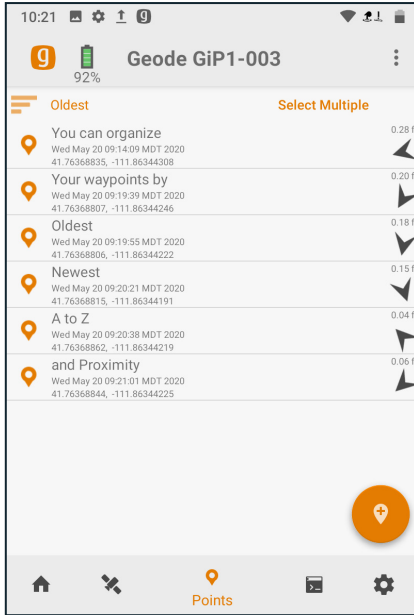 10:21
g
92%
Geode GiP1-003
Oldest
Select Multiple
You can organize
0.28 f
Wed May 20 09:14:09 MDT 2020
41.76368835, -111.86344308
Your waypoints by
0.20 f
Wed May 20 09:19:39 MDT 2020
41.76368807, -111.86344246
Oldest
0.18 f
Wed May 20 09:19:55 MDT 2020
41.76368806, -111.86344222
Newest
0.15 f
Wed May 20 09:20:21 MDT 2020
41.76368815, -111.86344191
A to Z
0.04 f
Wed May 20 09:20:38 MDT 2020
41.76368862, -111.86344219
and Proximity
0.06 f
Wed May 20 09:21:01 MDT 2020
41.76368844, -111.86344225
Points